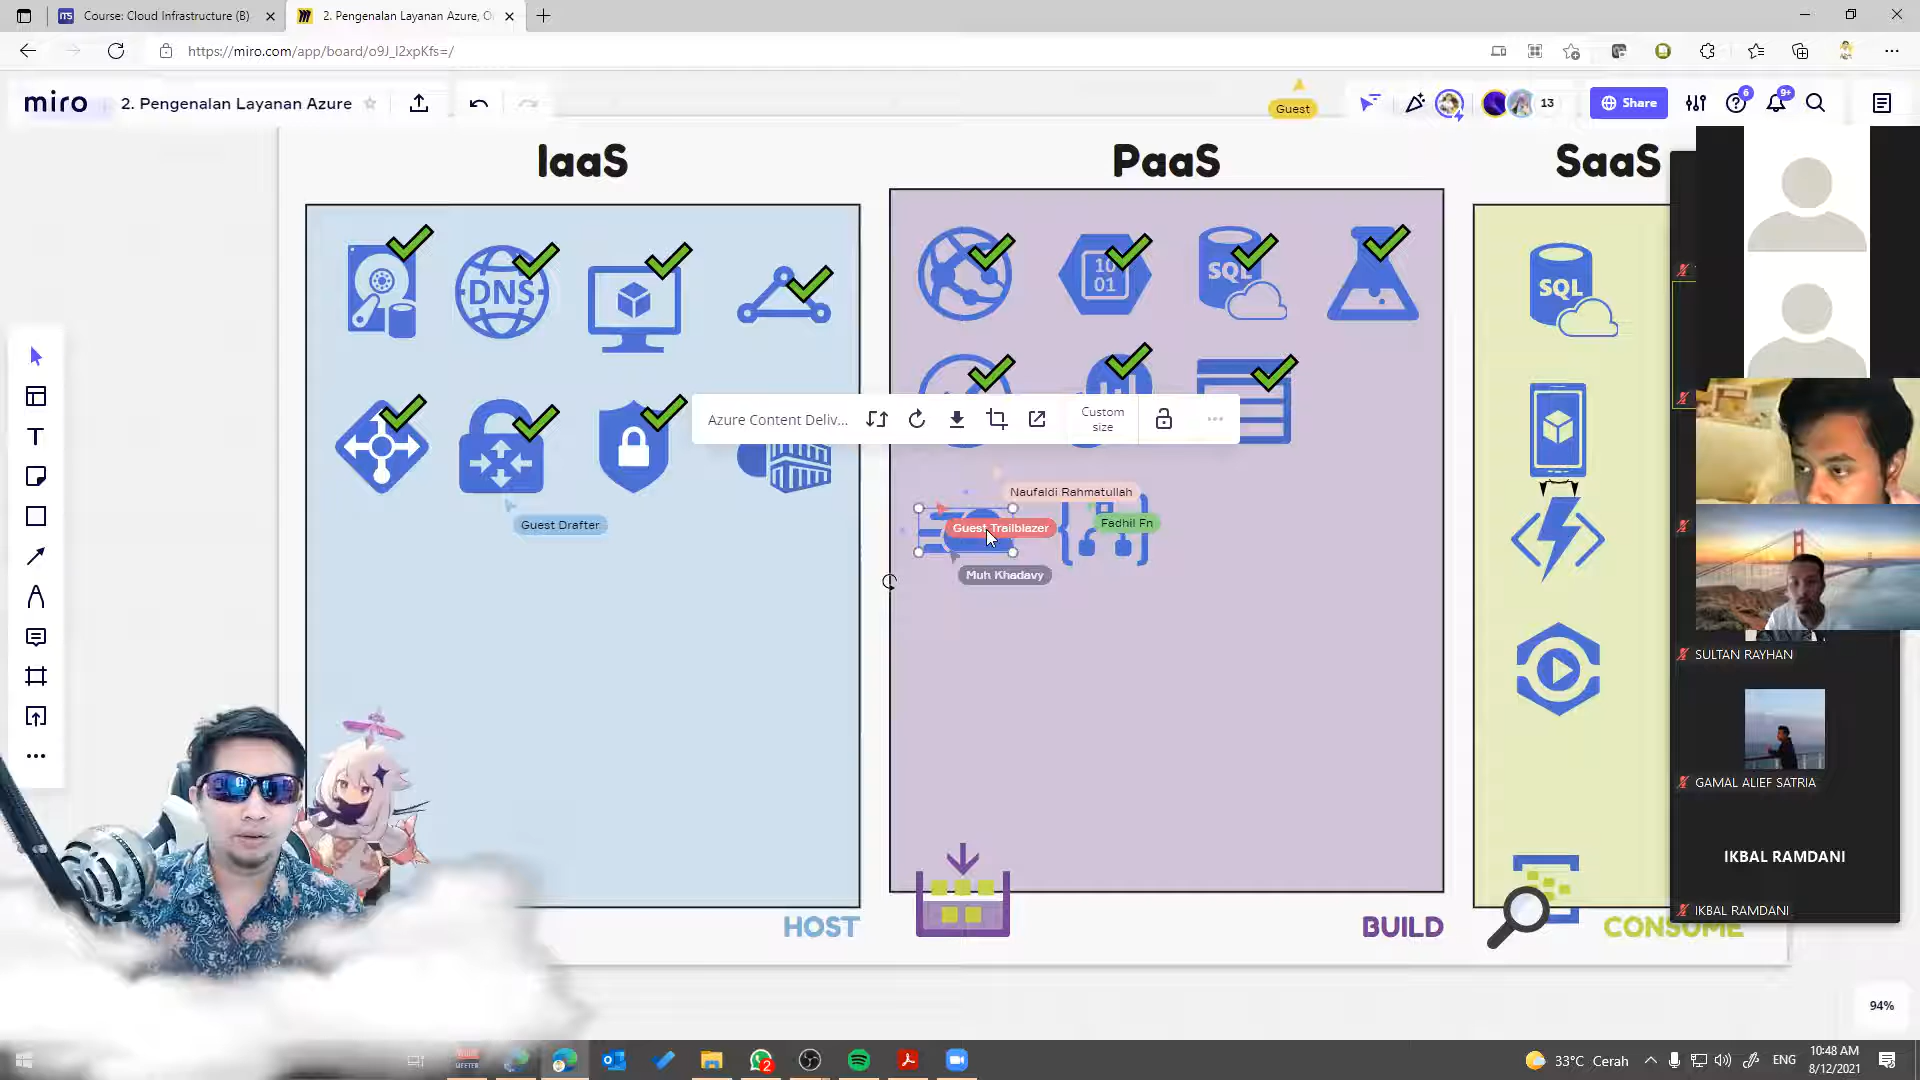 Course: Cloud Infrastructure (B)
2. Pengenalan Layanan Azure, O
https://miro.com/app/board/o9J_l2xpKfs=/
miro
2. Pengenalan Layanan Azure
Guest
13
Share
6
9+
IaaS
PaaS
SaaS
DNS
10
01
SQL
SQL
Azure Content Deliv...
Custom
size
Naufaldi Rahmatullah
Guest Trailblazer
Fadhil Fn
Guest Drafter
Muh Khadavy
SULTAN RAYHAN
GAMAL ALIEF SATRIA
IKBAL RAMDANI
IKBAL RAMDANI
HOST
BUILD
CONSUME
94%
2
33°C Cerah
ENG
10:48 AM
8/12/2021